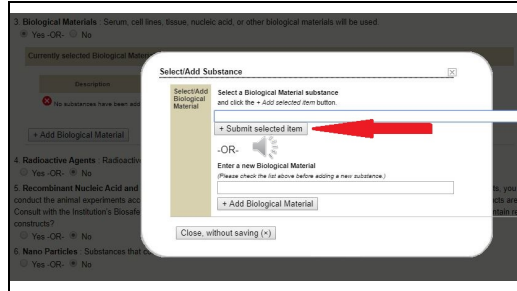 3. Biological Materials : Serum, cell lines, tissue, nucleic acid, or other biological materials will be used.
Yes -OR- No
Currently selected Biological Mater
Description
No substances have been add
+ Add Biological Material
Select/Add Substance
Select/Add
Biological
Material
Select a Biological Material substance
and click the + Add selected item button.
+ Submit selected item
-OR-
Enter a new Biological Material
(Please check the list above before adding a new substance.)
+ Add Biological Material
Close, without saving (×)
4. Radioactive Agents : Radioactive
Yes -OR- No
5. Recombinant Nucleic Acid and
ts, you
conduct the animal experiments acc
cts are
Consult with the Institution's Biosafe
ntain re
constructs?
Yes -OR- No
6. Nano Particles : Substances that co
Yes -OR- No